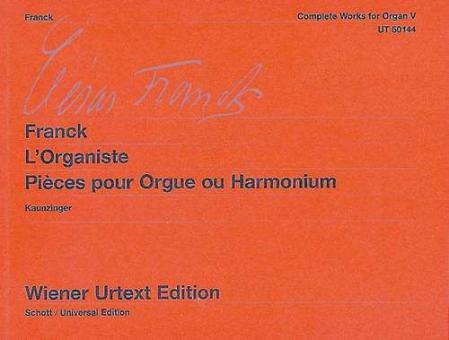 Franck
Complete Works for Organ V
UT 50144
César Franck
Franck
L'Organiste
Pièces pour Orgue ou Harmonium
Kaunzinger
Wiener Urtext Edition
Schott / Universal Edition